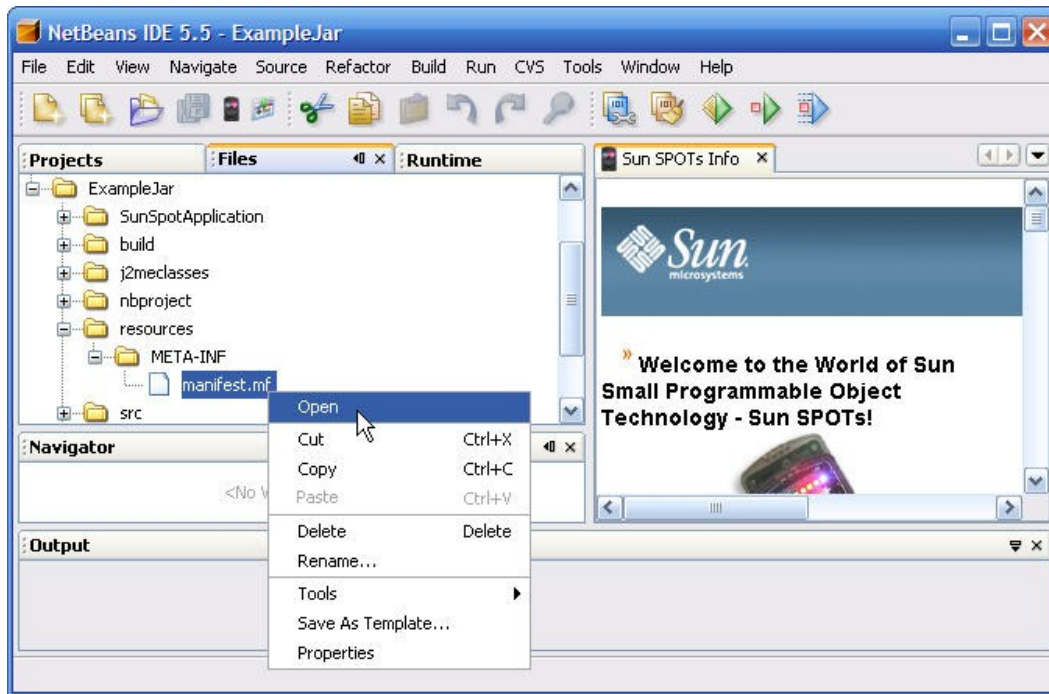 NetBeans IDE 5.5 - ExampleJar
File Edit View Navigate Source Refactor Build Run CVS Tools Window Help
Projects Files Runtime
ExampleJar
SunSpotApplication
build
j2meclasses
nbproject
resources
META-INF
manifest.mf
src
Open
Cut Ctrl+X
Copy Ctrl+C
Paste Ctrl+V
Delete Delete
Rename...
Tools
Save As Template...
Properties
Navigator
<No
Output
Sun SPOTs Info
Sun
microsystems
» Welcome to the World of Sun
Small Programmable Object
Technology - Sun SPOTs!